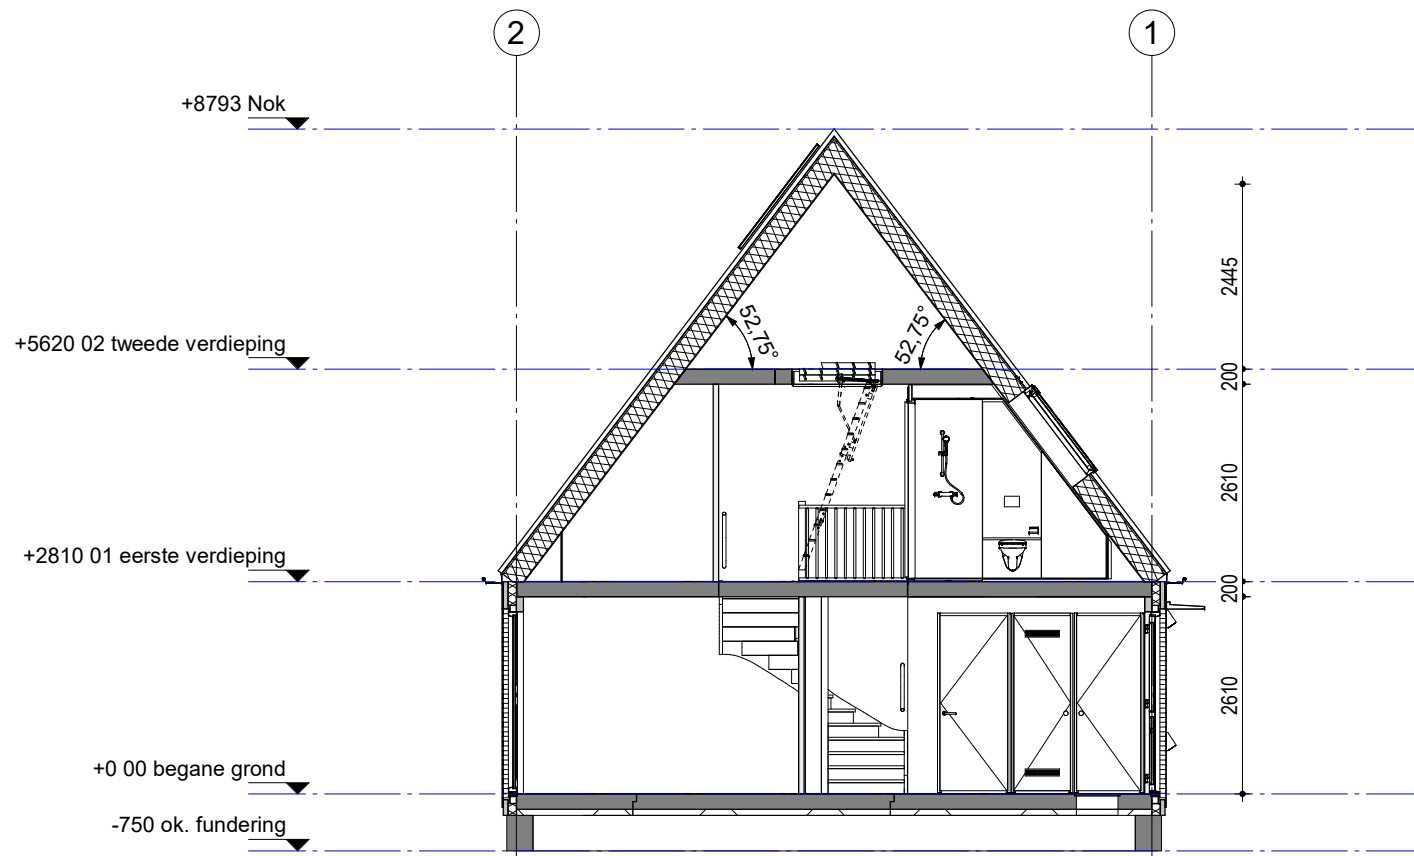 2
1
+8793 Nok
2445
52,75°
52,75°
+5620 02 tweede verdieping
200
2610
+2810 01 eerste verdieping
200
2610
+0 00 begane grond
-750 ok. fundering